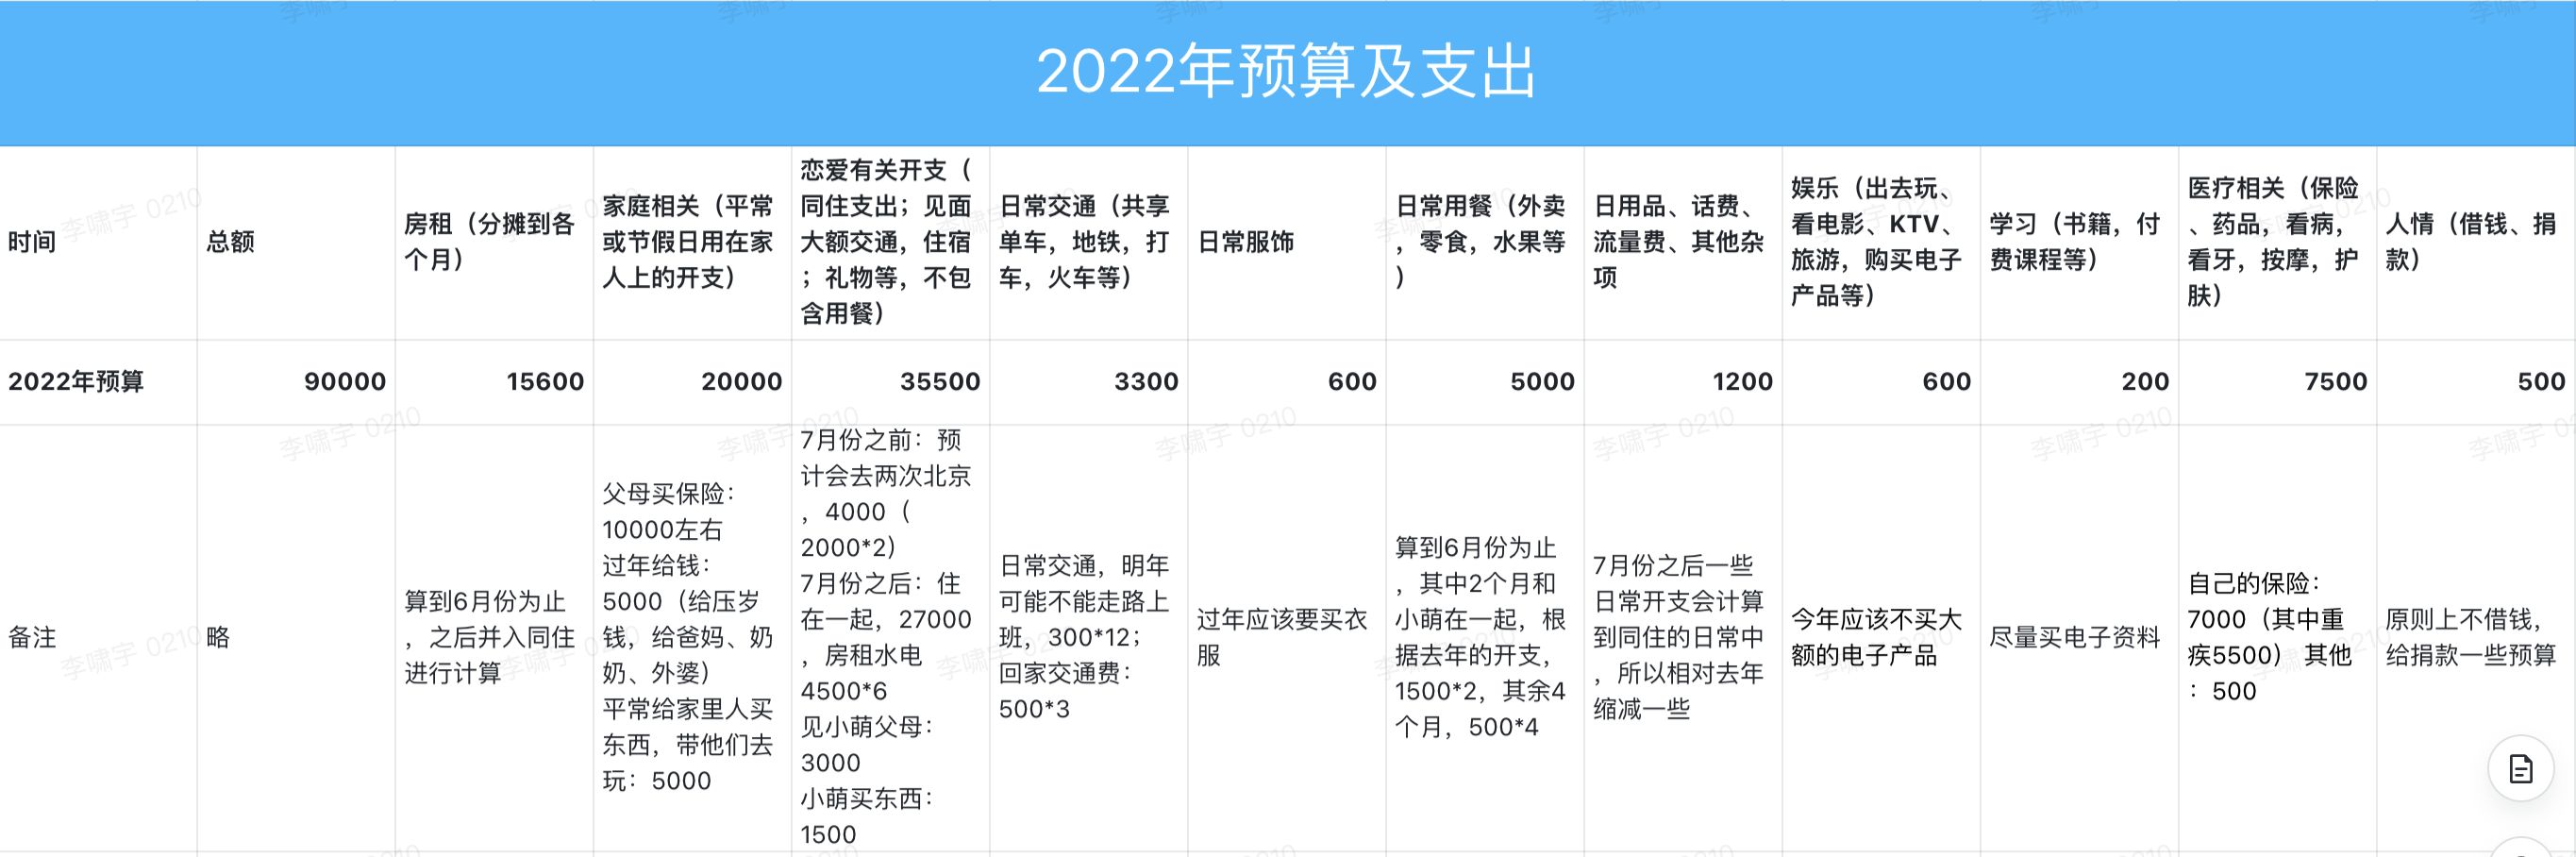 2022年预算及支出
时间
总额
房租（分摊到各
个月）
家庭相关（平常
或节假日用在家
人上的开支）
恋爱有关开支（
同住支出；见面
大额交通，住宿
；礼物等，不包
含用餐）
日常交通（共享
单车，地铁，打
车，火车等）
日常服饰
日常用餐（外卖
，零食，水果等
）
日用品、话费、
流量费、其他杂
项
娱乐（出去玩、
看电影、KTV、
旅游，购买电子
产品等）
学习（书籍，付
费课程等）
医疗相关（保险
、药品，看病，
看牙，按摩，护
肤）
人情（借钱、捐
款）
2022年预算
90000
15600
20000
35500
3300
600
5000
1200
600
200
7500
500
备注
略
算到6月份为止
，之后并入同住
进行计算
父母买保险：
10000左右
过年给钱：
5000（给压岁
钱，给爸妈、奶
奶、外婆）
平常给家里人买
东西，带他们去
玩：5000
7月份之前：预
计会去两次北京
，4000（
2000*2）
7月份之后：住
在一起，27000
，房租水电
4500*6
见小萌父母：
3000
小萌买东西：
1500
日常交通，明年
可能不能走路上
班，300*12；
回家交通费：
500*3
过年应该要买衣
服
算到6月份为止
，其中2个月和
小萌在一起，根
据去年的开支，
1500*2，其余4
个月，500*4
7月份之后一些
日常开支会计算
到同住的日常中
，所以相对去年
缩减一些
今年应该不买大
额的电子产品
尽量买电子资料
自己的保险：
7000（其中重
疾5500） 其他
：500
原则上不借钱，
给捐款一些预算
李啸宇 0210